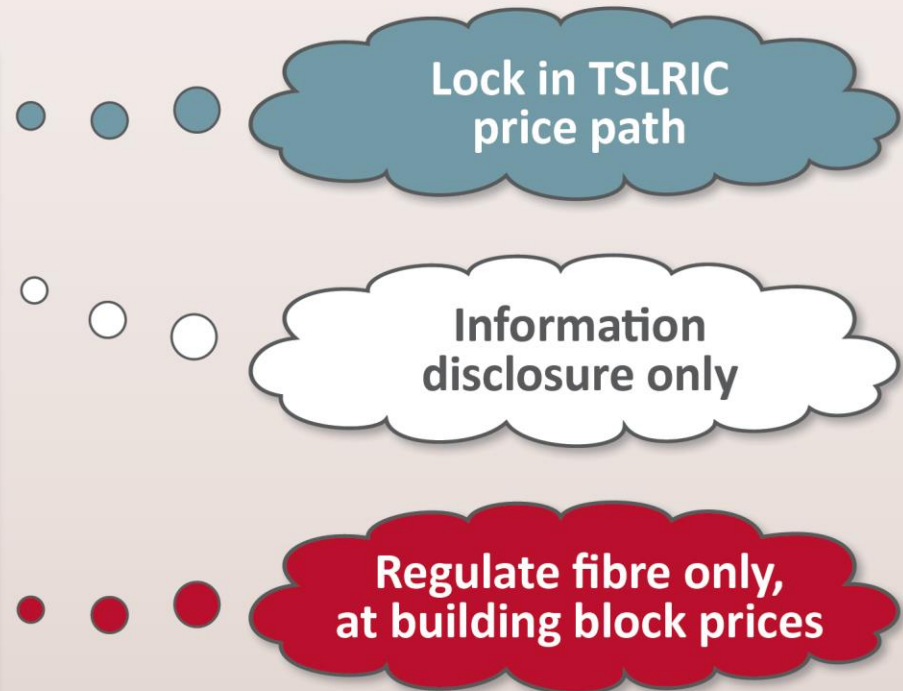 Lock in TSLRIC
price path
Information
disclosure only
Regulate fibre only,
at building block prices